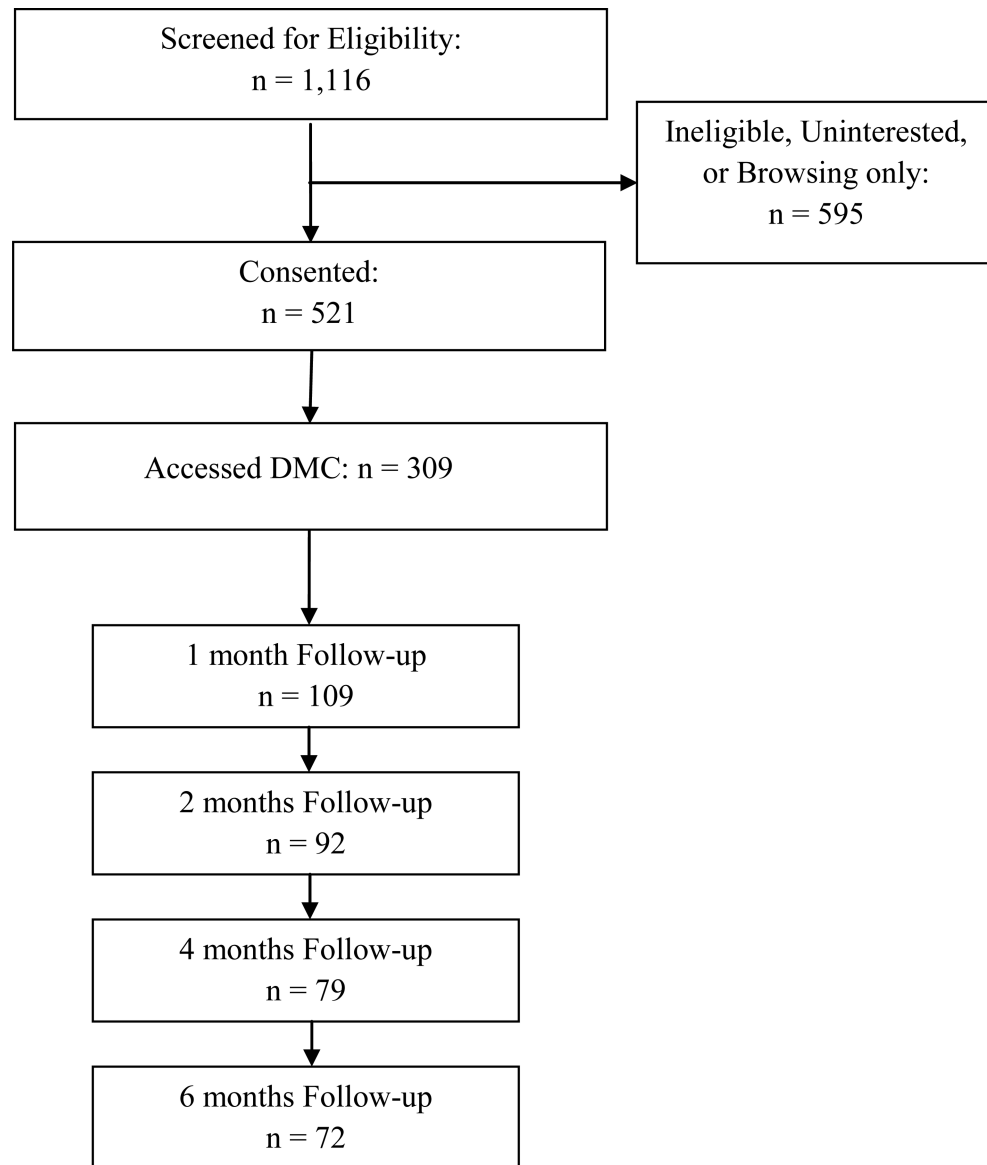 Screened for Eligibility:
n = 1,116
Ineligible, Uninterested,
or Browsing only:
n = 595
Consented:
n = 521
Accessed DMC: n = 309
1 month Follow-up
n = 109
2 months Follow-up
n = 92
4 months Follow-up
n = 79
6 months Follow-up
n = 72